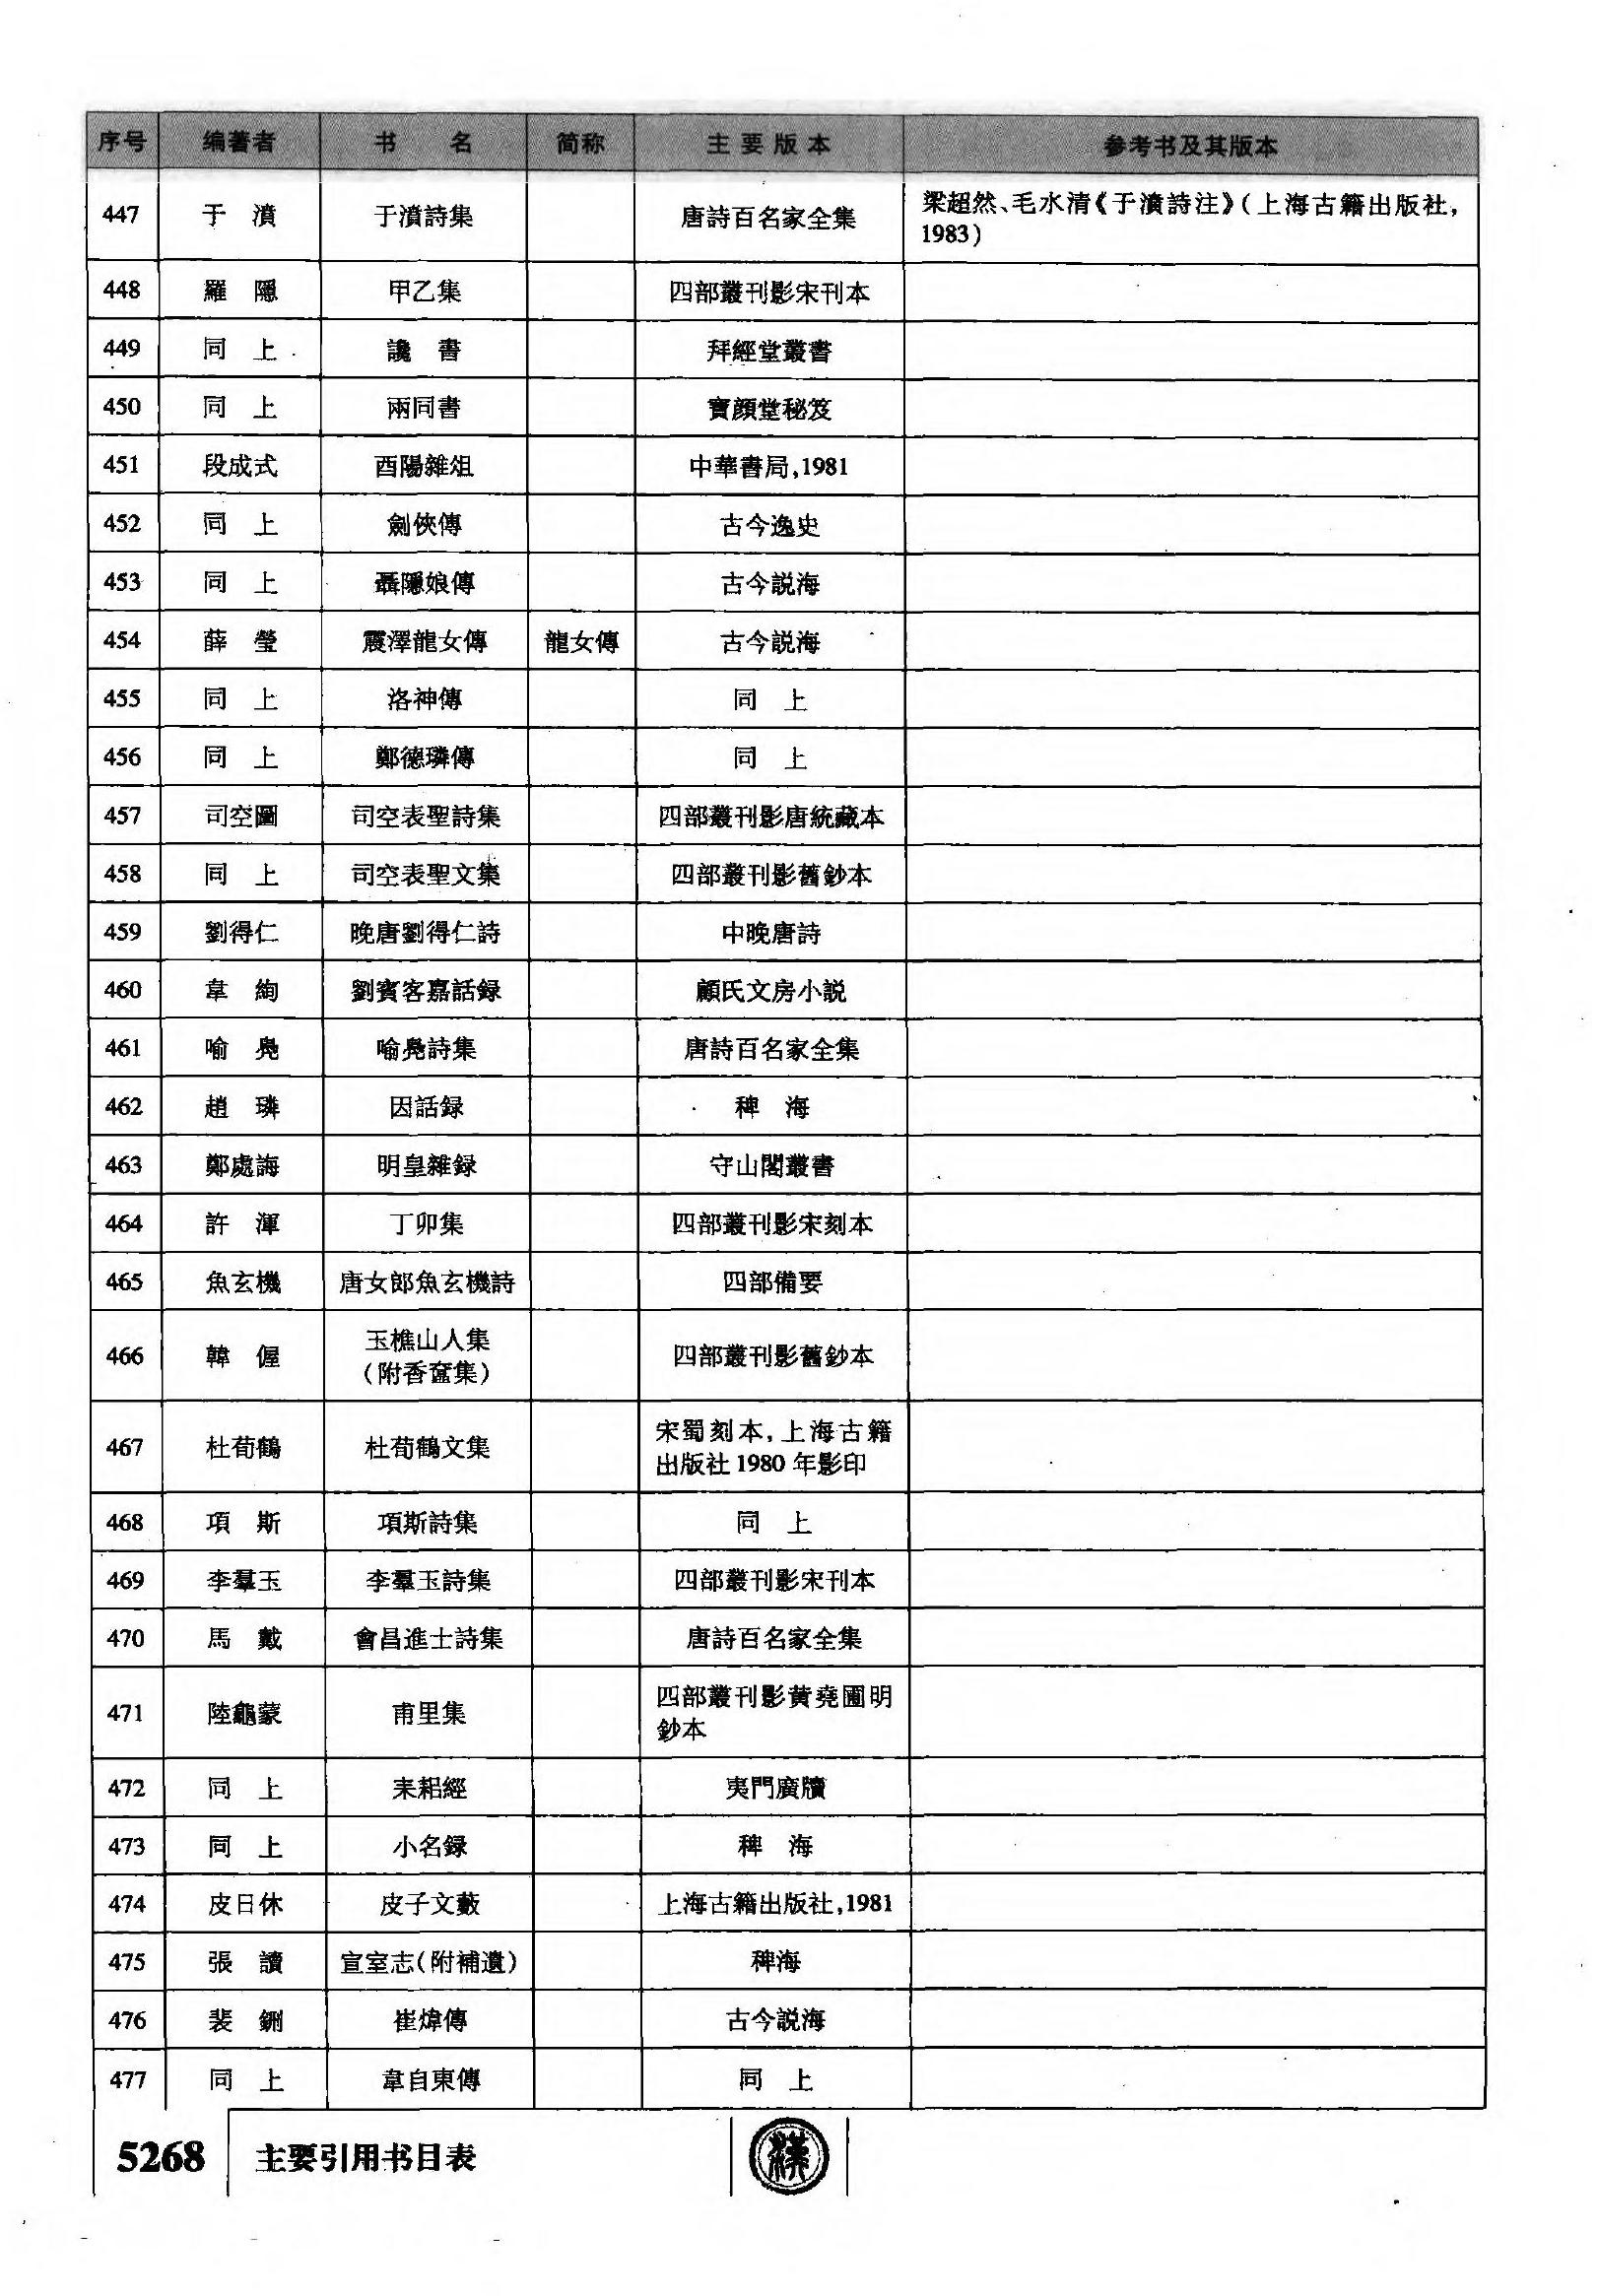 序号 编著者 书 名 简称 主要版本 参考书及其版本
447 于 濆 于濆詩集 唐詩百名家全集 梁超然、毛水清《于濆詩注》(上海古籍出版社,
1983)
448 羅 隱 甲乙集 四部叢刊影宋刊本
449 同 上 讒 書 拜經堂叢書
450 同 上 兩同書 寶顔堂秘笈
451 段成式 酉陽雜俎 中華書局,1981
452 同 上 劍俠傳 古今逸史
453 同 上 聶隱娘傳 古今説海
454 薛 瑩 震澤龍女傳 龍女傳 古今説海
455 同 上 洛神傳 同 上
456 同 上 鄭德璘傳 同 上
457 司空圖 司空表聖詩集 四部叢刊影唐統藏本
458 同 上 司空表聖文集 四部叢刊影舊鈔本
459 劉得仁 晚唐劉得仁詩 中晚唐詩
460 韋 絢 劉賓客嘉話録 顧氏文房小説
461 喻 鳧 喻鳧詩集 唐詩百名家全集
462 趙 璘 因話録 稗 海
463 鄭處誨 明皇雜録 守山閣叢書
464 許 渾 丁卯集 四部叢刊影宋刻本
465 魚玄機 唐女郎魚玄機詩 四部備要
466 韓 偓 玉樵山人集
(附香奩集) 四部叢刊影舊鈔本
467 杜荀鶴 杜荀鶴文集 宋蜀刻本,上海古籍
出版社1980年影印
468 項 斯 項斯詩集 同 上
469 李羣玉 李羣玉詩集 四部叢刊影宋刊本
470 馬 戴 會昌進士詩集 唐詩百名家全集
471 陸龜蒙 甫里集 四部叢刊影黄堯圃明
鈔本
472 同 上 耒耜經 夷門廣牘
473 同 上 小名録 稗 海
474 皮日休 皮子文藪 上海古籍出版社,1981
475 張 讀 宣室志(附補遺) 稗海
476 裴 鉶 崔煒傳 古今説海
477 同 上 韋自東傳 同 上
5268 主要引用书目表 漢